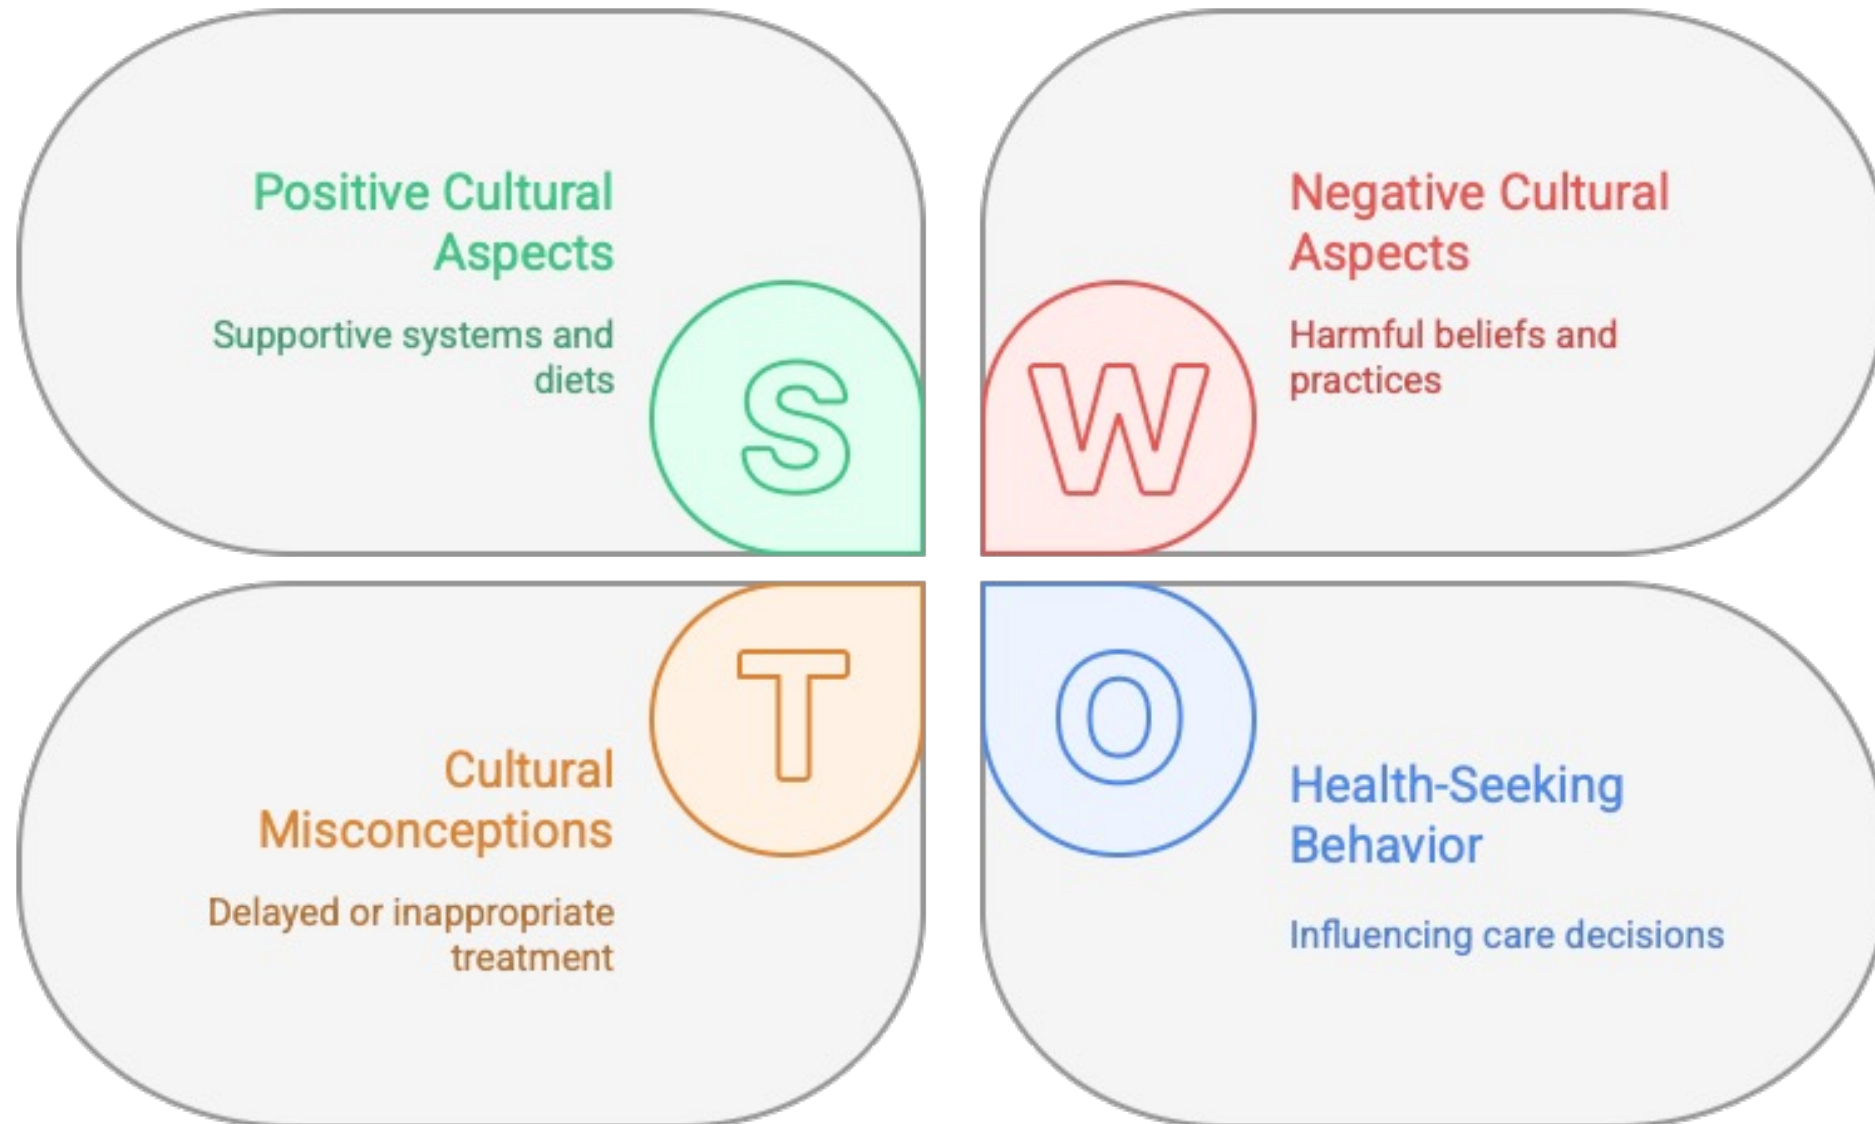 Positive Cultural
Aspects
Supportive systems and
diets
S
Negative Cultural
Aspects
Harmful beliefs and
practices
W
Cultural
Misconceptions
Delayed or inappropriate
treatment
T
Health-Seeking
Behavior
Influencing care decisions
O